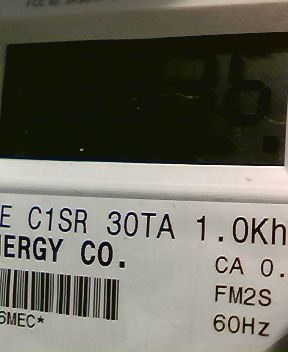 E C1SR 30TA 1.0Kh
ERGY CO.
CA 0.
FM2S
6MEC*
60Hz